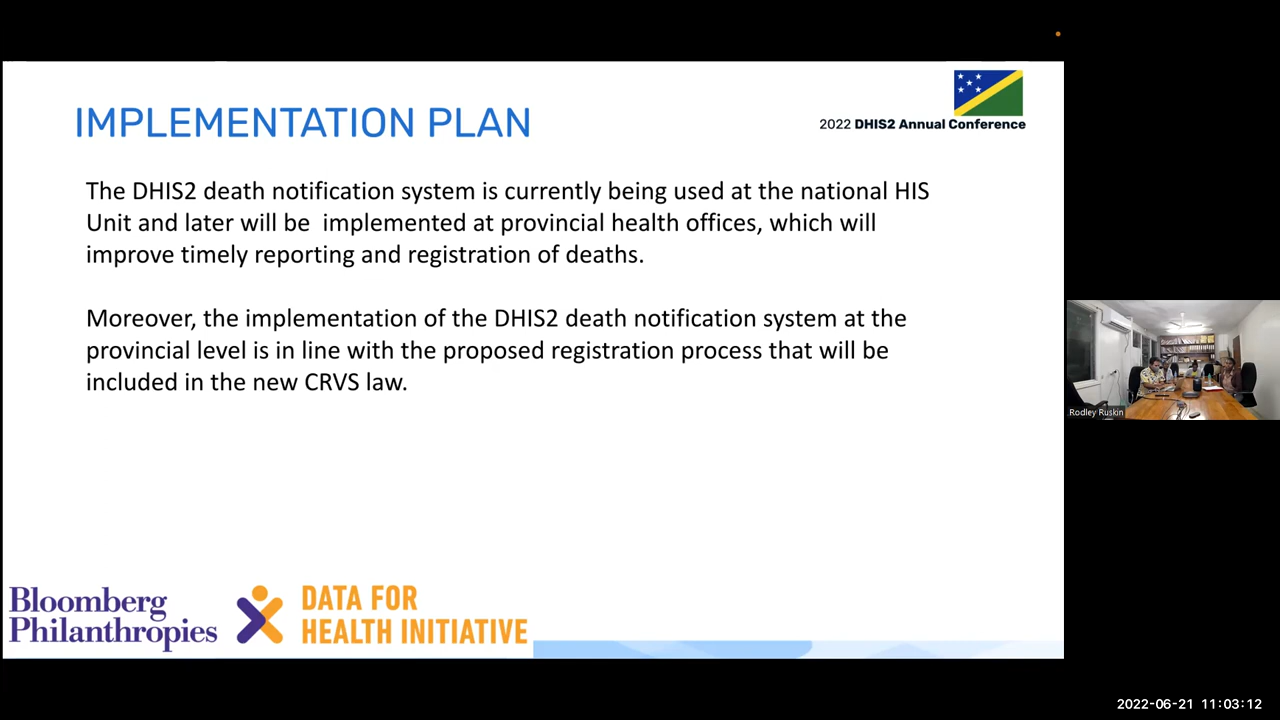 IMPLEMENTATION PLAN
2022 DHIS2 Annual Conference
The DHIS2 death notification system is currently being used at the national HIS
Unit and later will be  implemented at provincial health offices, which will
improve timely reporting and registration of deaths.
Moreover, the implementation of the DHIS2 death notification system at the
provincial level is in line with the proposed registration process that will be
included in the new CRVS law.
Rodley Ruskin
Bloomberg
Philanthropies
DATA FOR
HEALTH INITIATIVE
2022-06-21 11:03:12